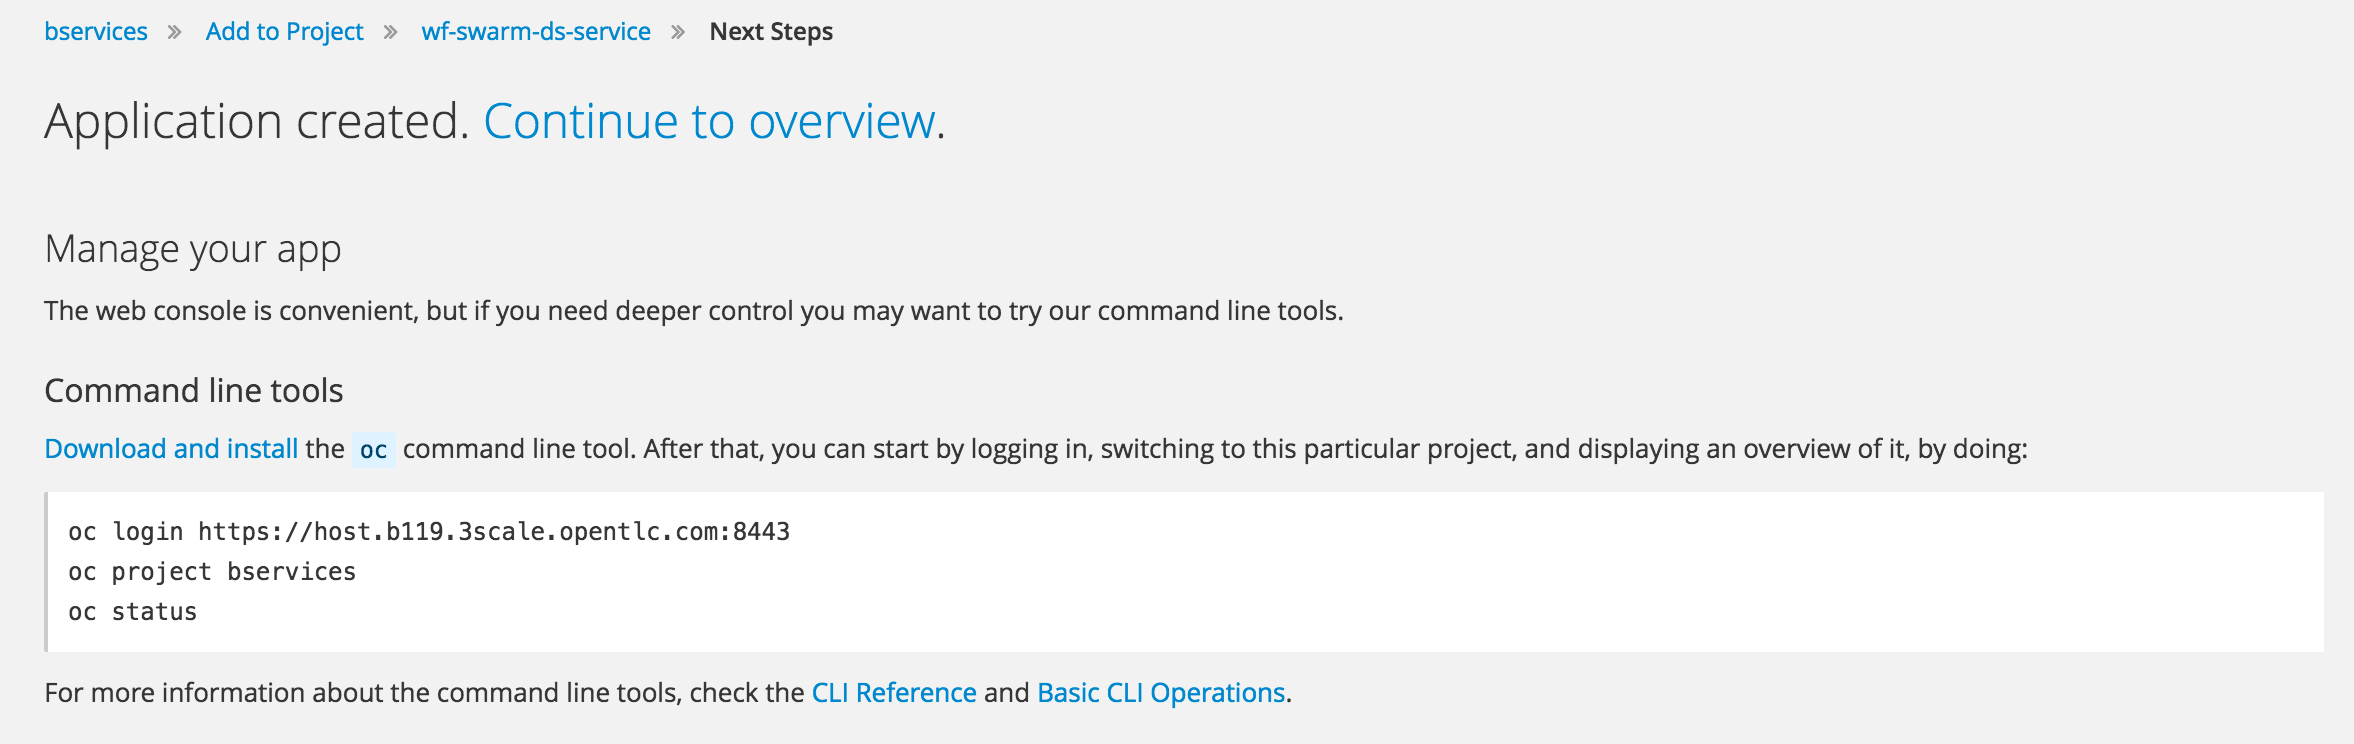 bservices » Add to Project » wf-swarm-ds-service » Next Steps
Application created. Continue to overview.
Manage your app
The web console is convenient, but if you need deeper control you may want to try our command line tools.
Command line tools
Download and install the oc command line tool. After that, you can start by logging in, switching to this particular project, and displaying an overview of it, by doing:
oc login https://host.b119.3scale.opentlc.com:8443
oc project bservices
oc status
For more information about the command line tools, check the CLI Reference and Basic CLI Operations.